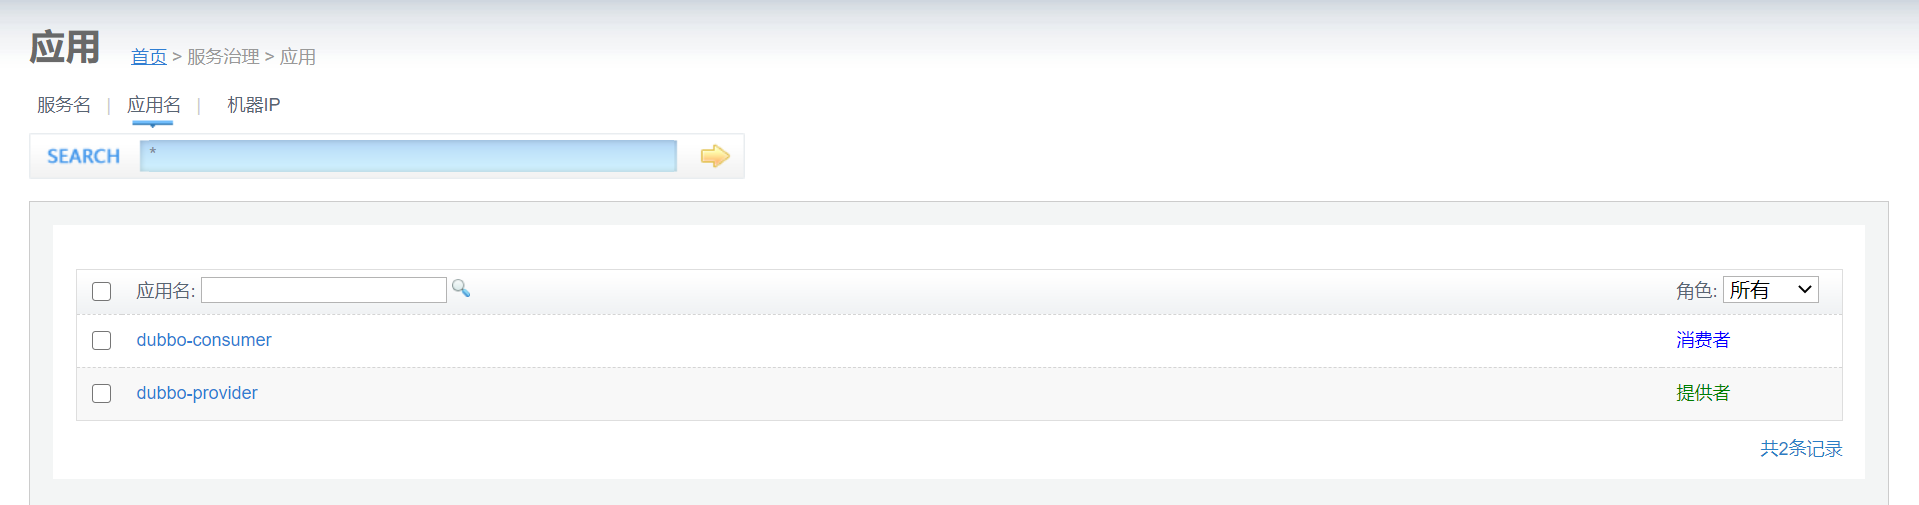 应用 首页 > 服务治理 > 应用
服务名 | 应用名 | 机器IP
SEARCH *
应用名: 角色: 所有
dubbo-consumer 消费者
dubbo-provider 提供者
共2条记录